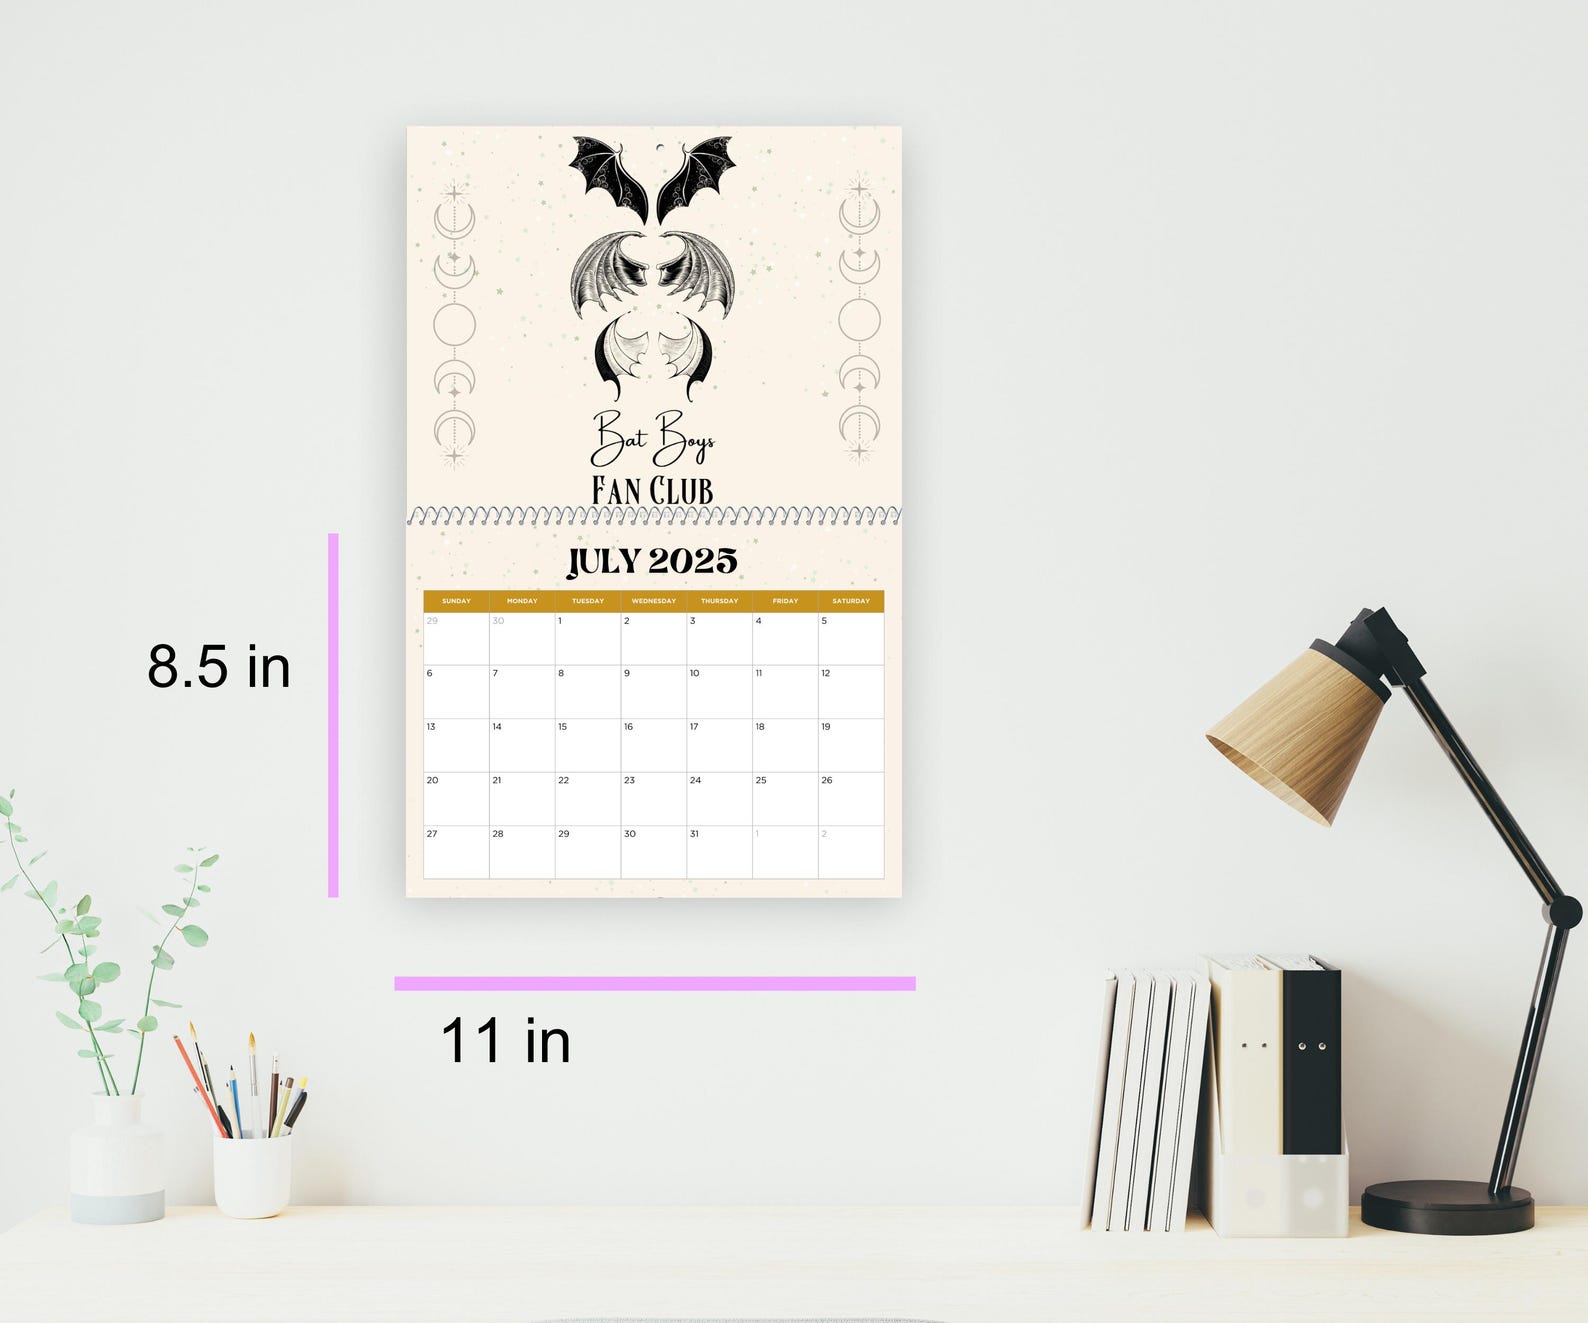 Bat Boys
FAN CLUB
JULY 2025
SUNDAY MONDAY TUESDAY WEDNESDAY THURSDAY FRIDAY SATURDAY
29 30 1 2 3 4 5
6 7 8 9 10 11 12
13 14 15 16 17 18 19
20 21 22 23 24 25 26
27 28 29 30 31 1 2
8.5 in
11 in